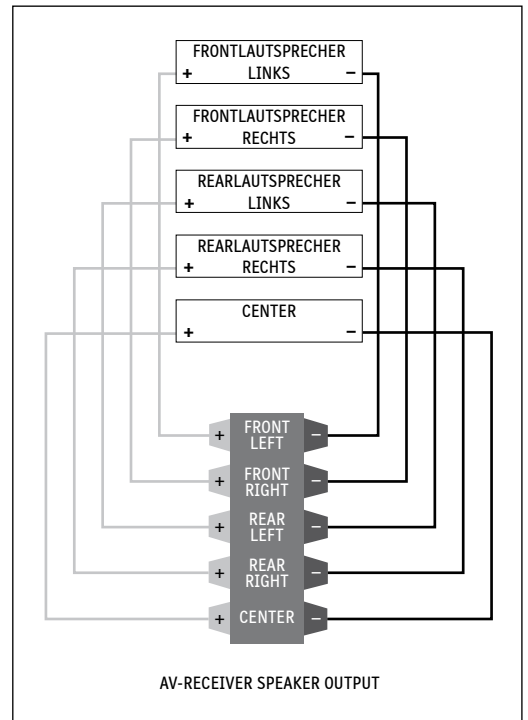 FRONTLAUTSPRECHER
+ LINKS –
FRONTLAUTSPRECHER
+ RECHTS –
REARLAUTSPRECHER
+ LINKS –
REARLAUTSPRECHER
+ RECHTS –
CENTER
+ –
+ FRONT –
LEFT
+ FRONT –
RIGHT
+ REAR –
LEFT
+ REAR –
RIGHT
+ CENTER –
AV-RECEIVER SPEAKER OUTPUT